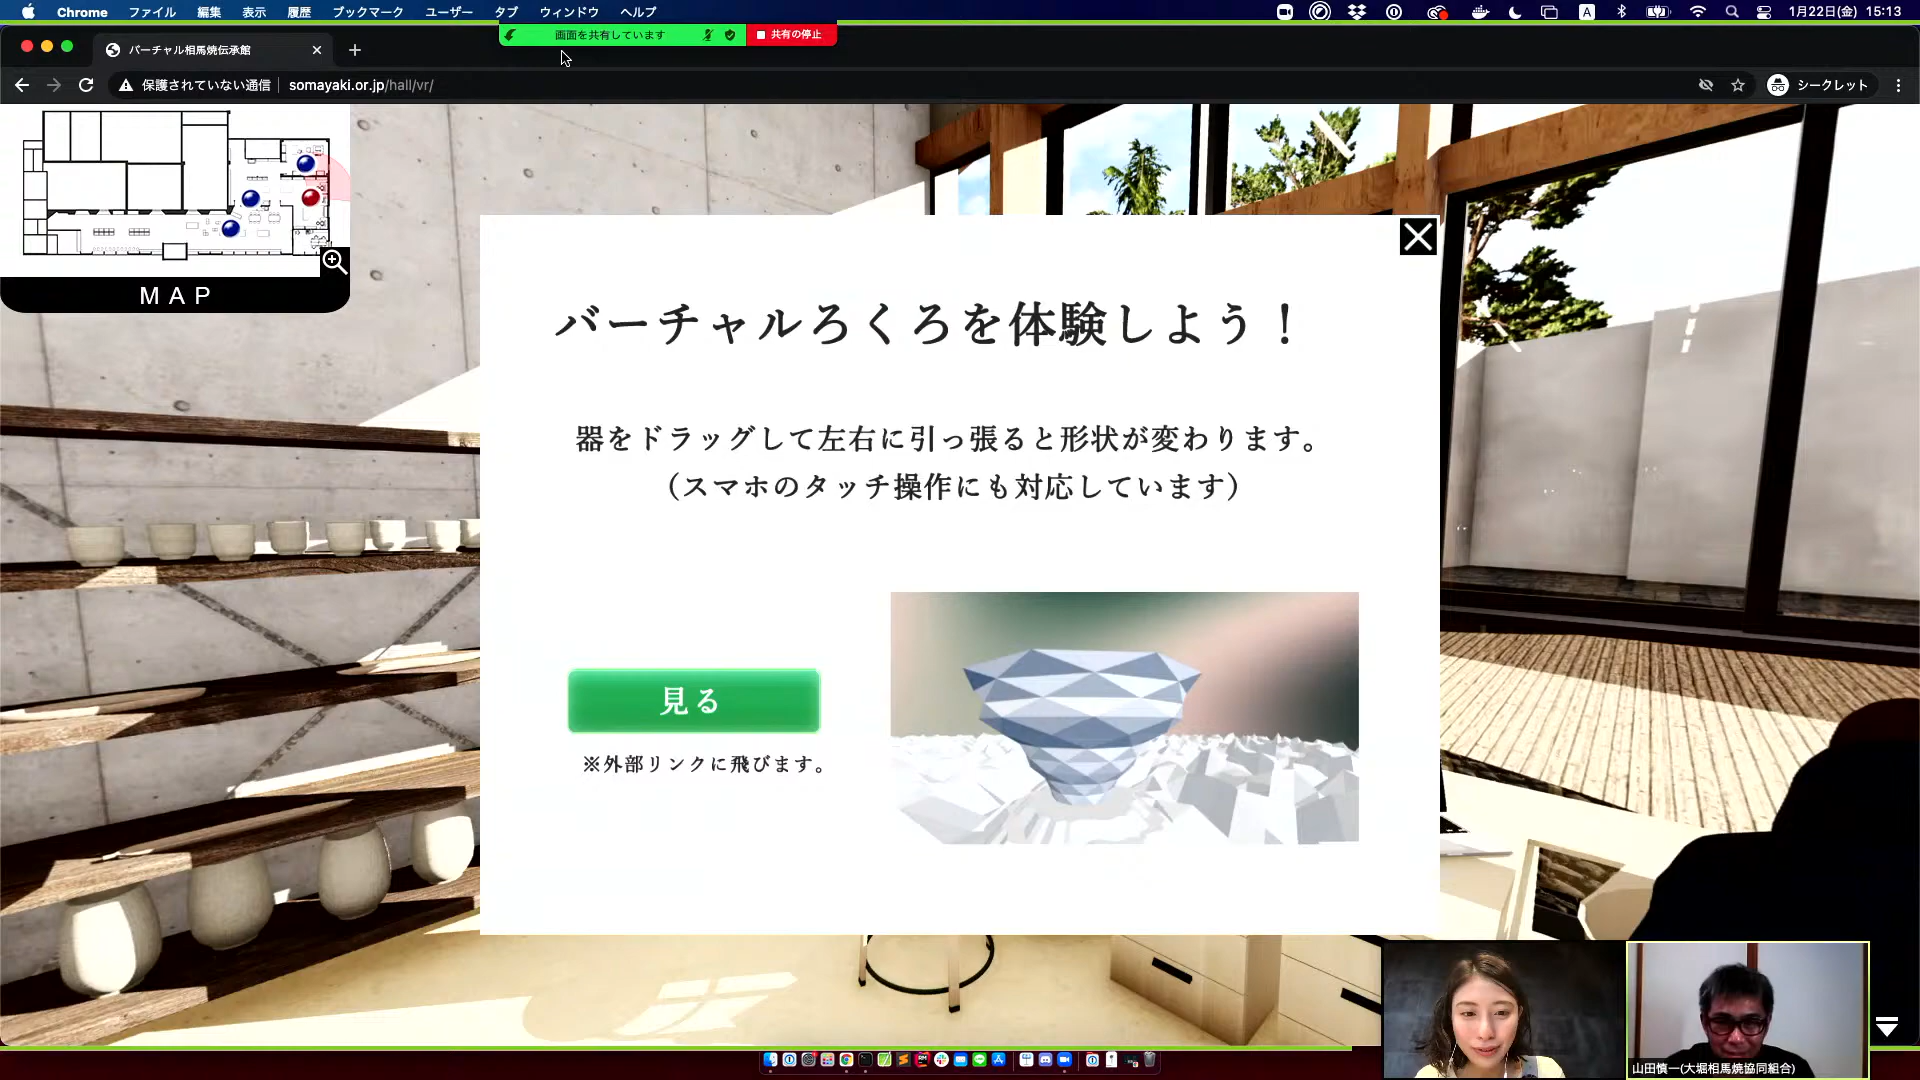 Chrome ファイル 編集 表示 履歴 ブックマーク ユーザー タブ ウィンドウ ヘルプ
A 1月22日(金) 15:13
画面を共有しています 共有の停止
バーチャル相馬焼伝承館
保護されていない通信 somayaki.or.jp/hall/vr/ シークレット
MAP
バーチャルろくろを体験しよう！
器をドラッグして左右に引っ張ると形状が変わります。
（スマホのタッチ操作にも対応しています）
見る
※外部リンクに飛びます。
山田慎一(大堀相馬焼協同組合)